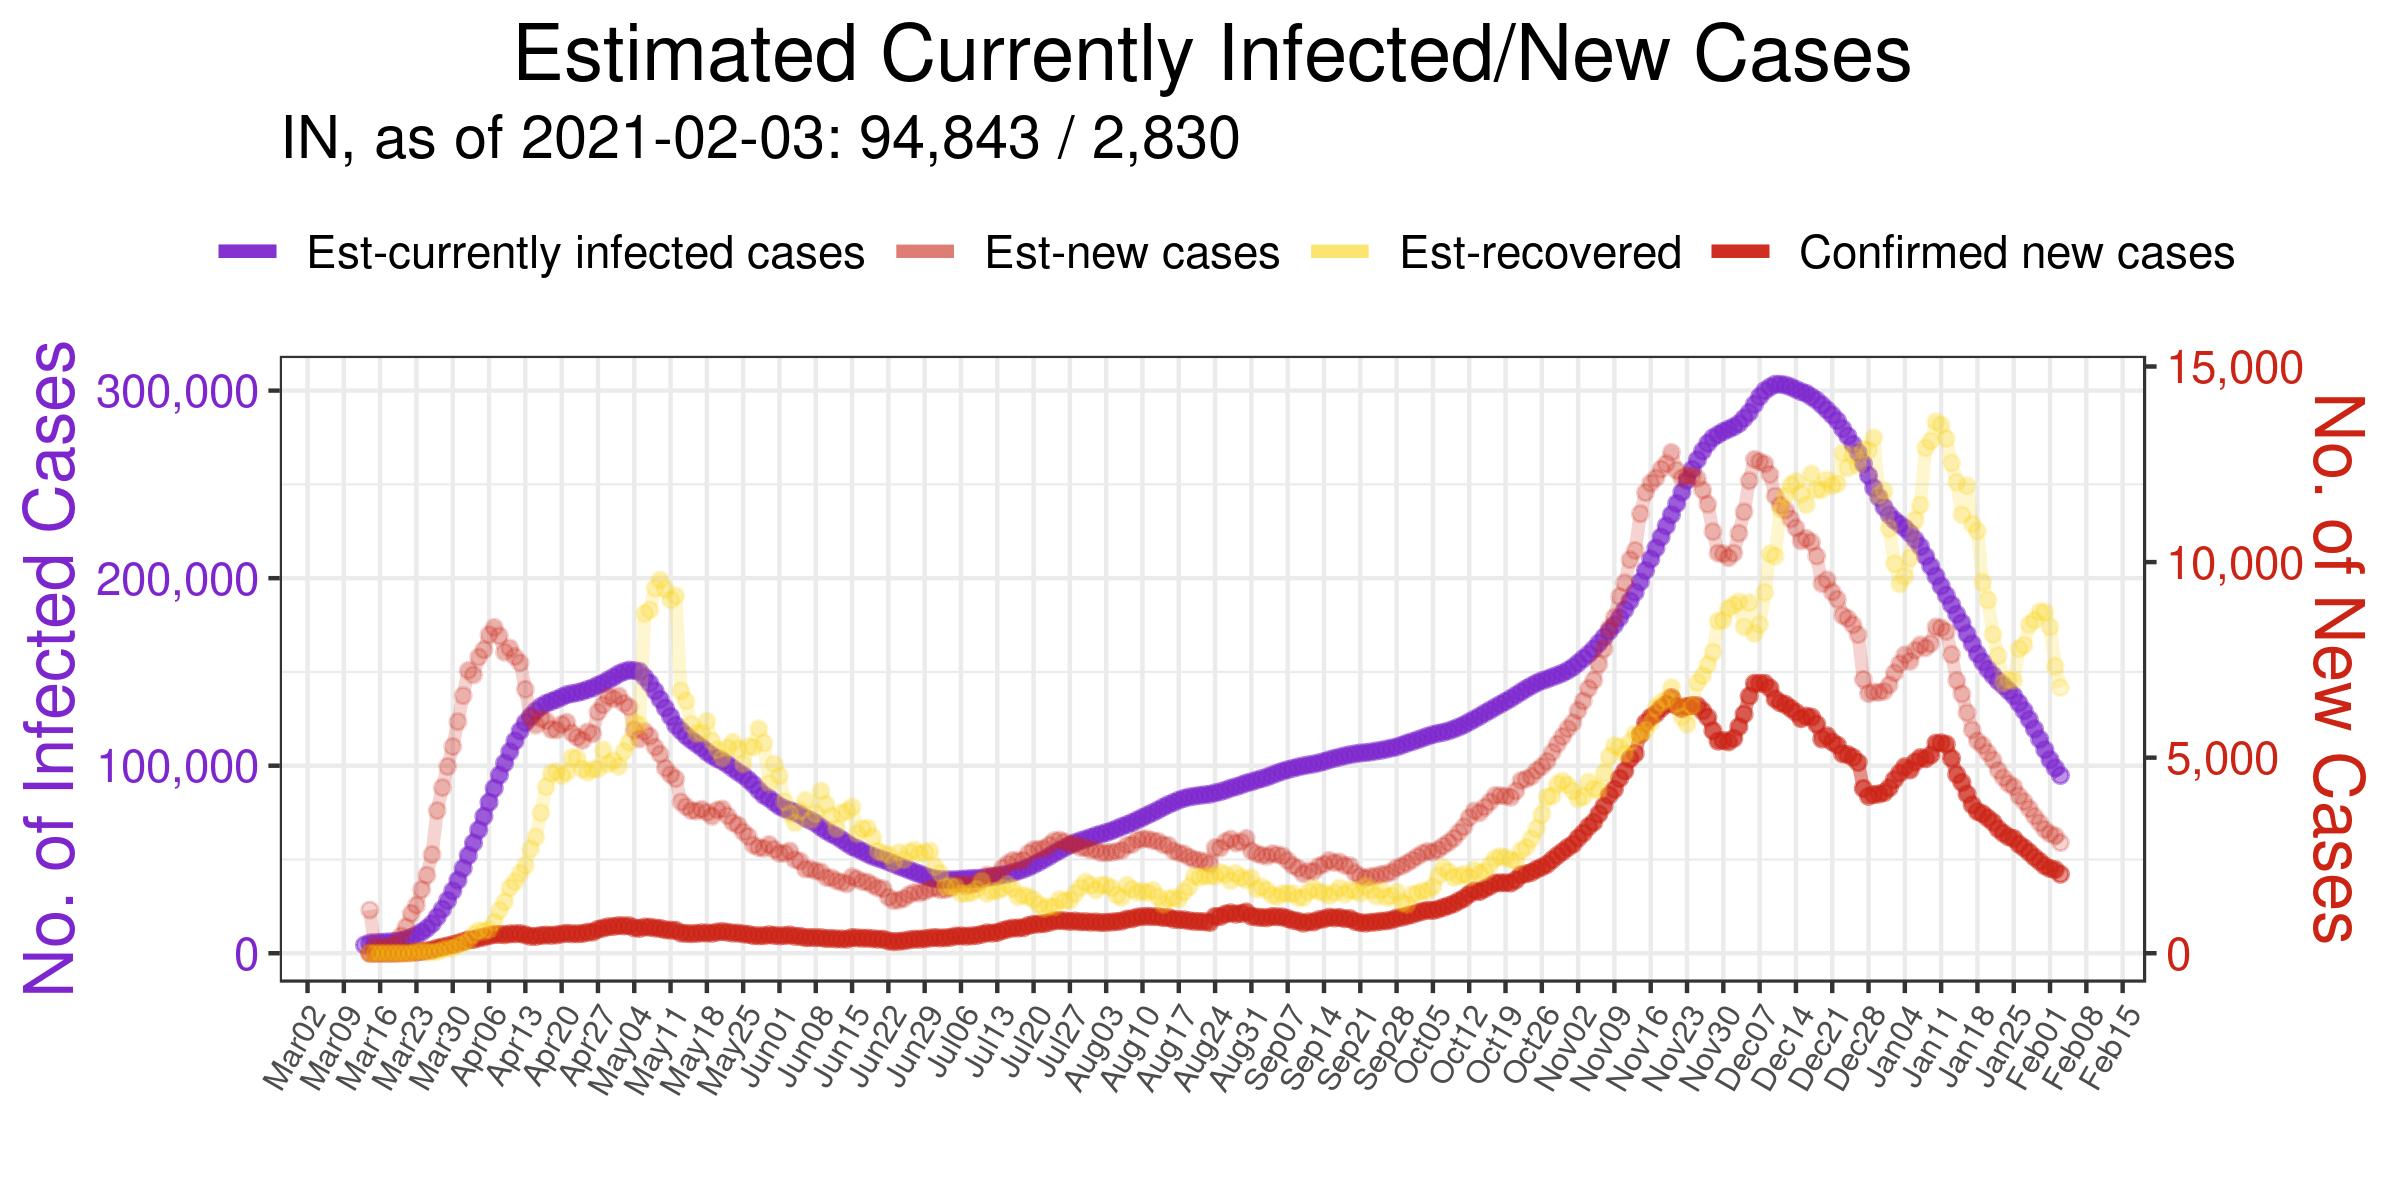 Estimated Currently Infected/New Cases
IN, as of 2021-02-03: 94,843 / 2,830
Est-currently infected cases Est-new cases Est-recovered Confirmed new cases
No. of Infected Cases
300,000
200,000
100,000
0
15,000
10,000
5,000
0
No. of New Cases
Mar02 Mar09 Mar16 Mar23 Mar30 Apr06 Apr13 Apr20 Apr27 May04 May11 May18 May25 Jun01 Jun08 Jun15 Jun22 Jun29 Jul06 Jul13 Jul20 Jul27 Aug03 Aug10 Aug17 Aug24 Aug31 Sep07 Sep14 Sep21 Sep28 Oct05 Oct12 Oct19 Oct26 Nov02 Nov09 Nov16 Nov23 Nov30 Dec07 Dec14 Dec21 Dec28 Jan04 Jan11 Jan18 Jan25 Feb01 Feb08 Feb15